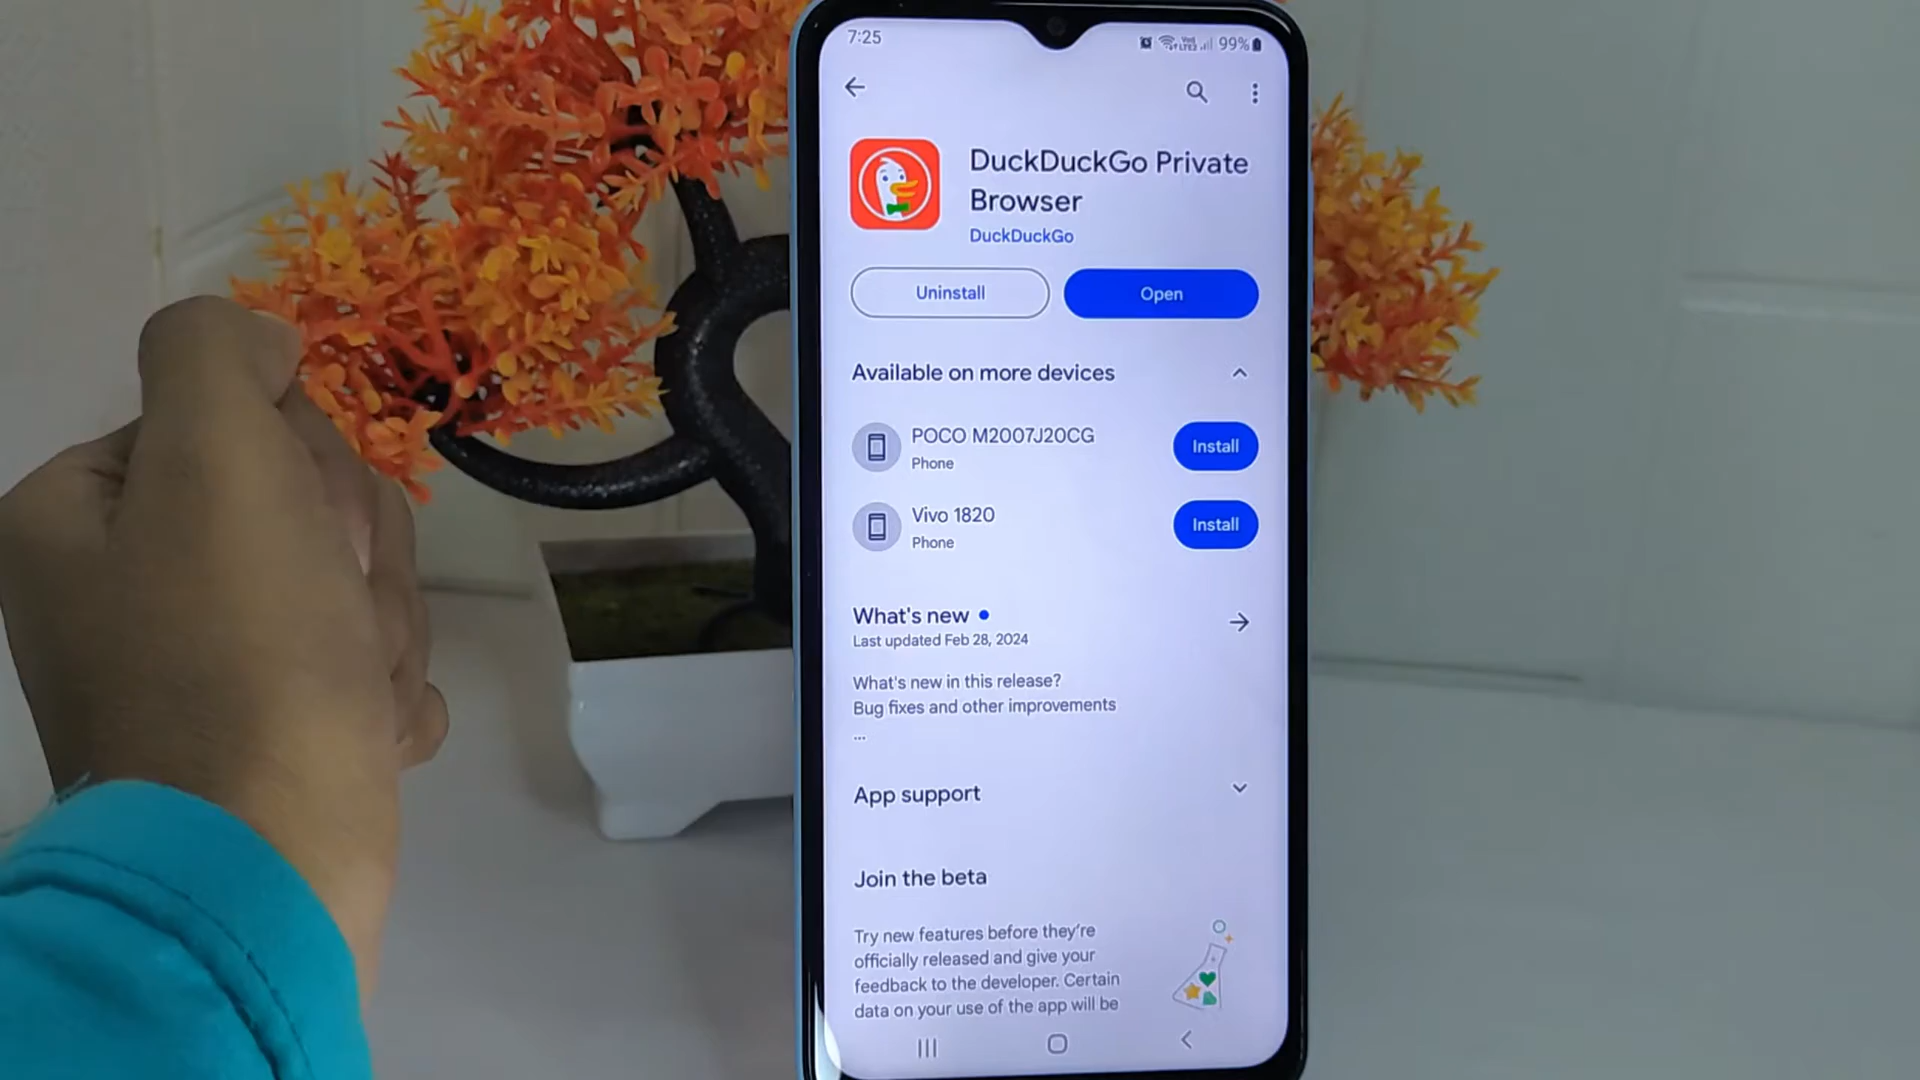 7:25
99%
DuckDuckGo Private
Browser
DuckDuckGo
Uninstall
Open
Available on more devices
POCO M2007J20CG
Phone
Install
Vivo 1820
Phone
Install
What's new
Last updated Feb 28, 2024
What's new in this release?
Bug fixes and other improvements
...
App support
Join the beta
Try new features before they're
officially released and give your
feedback to the developer. Certain
data on your use of the app will be